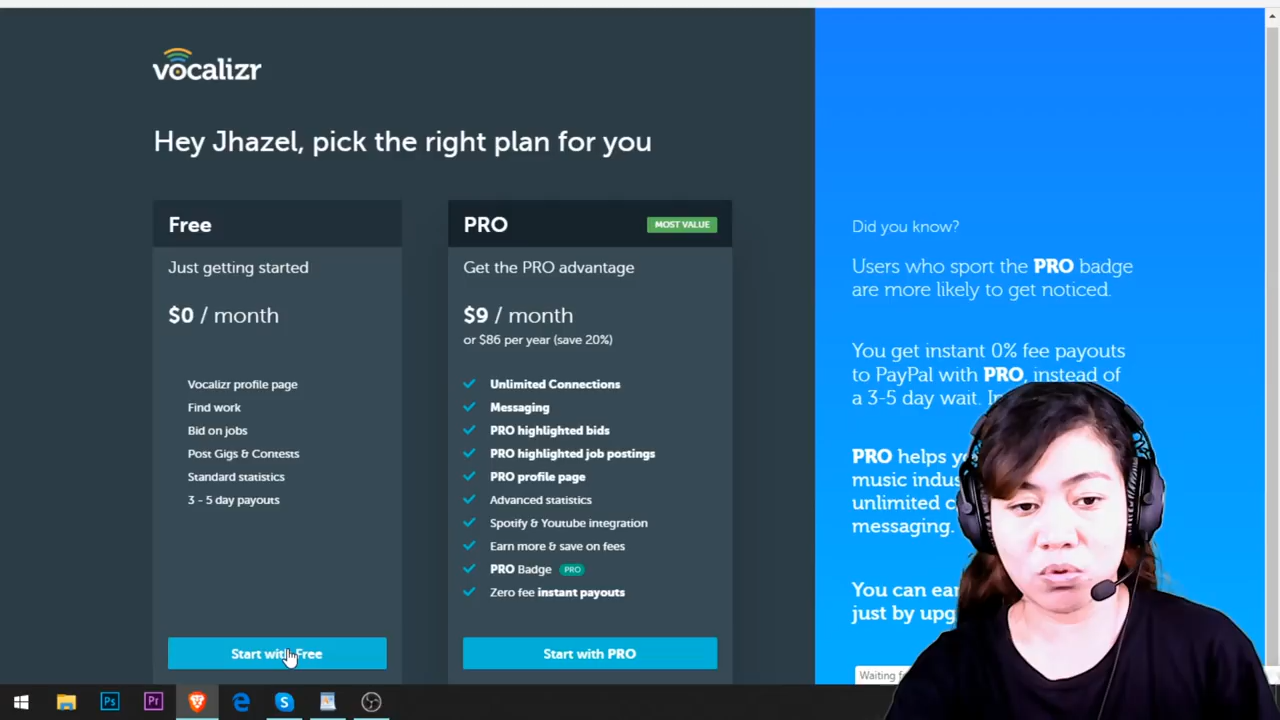 vocalizr
Hey Jhazel, pick the right plan for you
Free
Just getting started
$0 / month
Vocalizr profile page
Find work
Bid on jobs
Post Gigs & Contests
Standard statistics
3 - 5 day payouts
Start with Free
PRO
MOST VALUE
Get the PRO advantage
$9 / month
or $86 per year (save 20%)
Unlimited Connections
Messaging
PRO highlighted bids
PRO highlighted job postings
PRO profile page
Advanced statistics
Spotify & Youtube integration
Earn more & save on fees
PRO Badge PRO
Zero fee instant payouts
Start with PRO
Did you know?
Users who sport the PRO badge
are more likely to get noticed.
You get instant 0% fee payouts
to PayPal with PRO, instead of
a 3-5 day wait.
PRO helps
music
unlimited
messaging.
You can
just by
Waiting
Ps
Pr
S